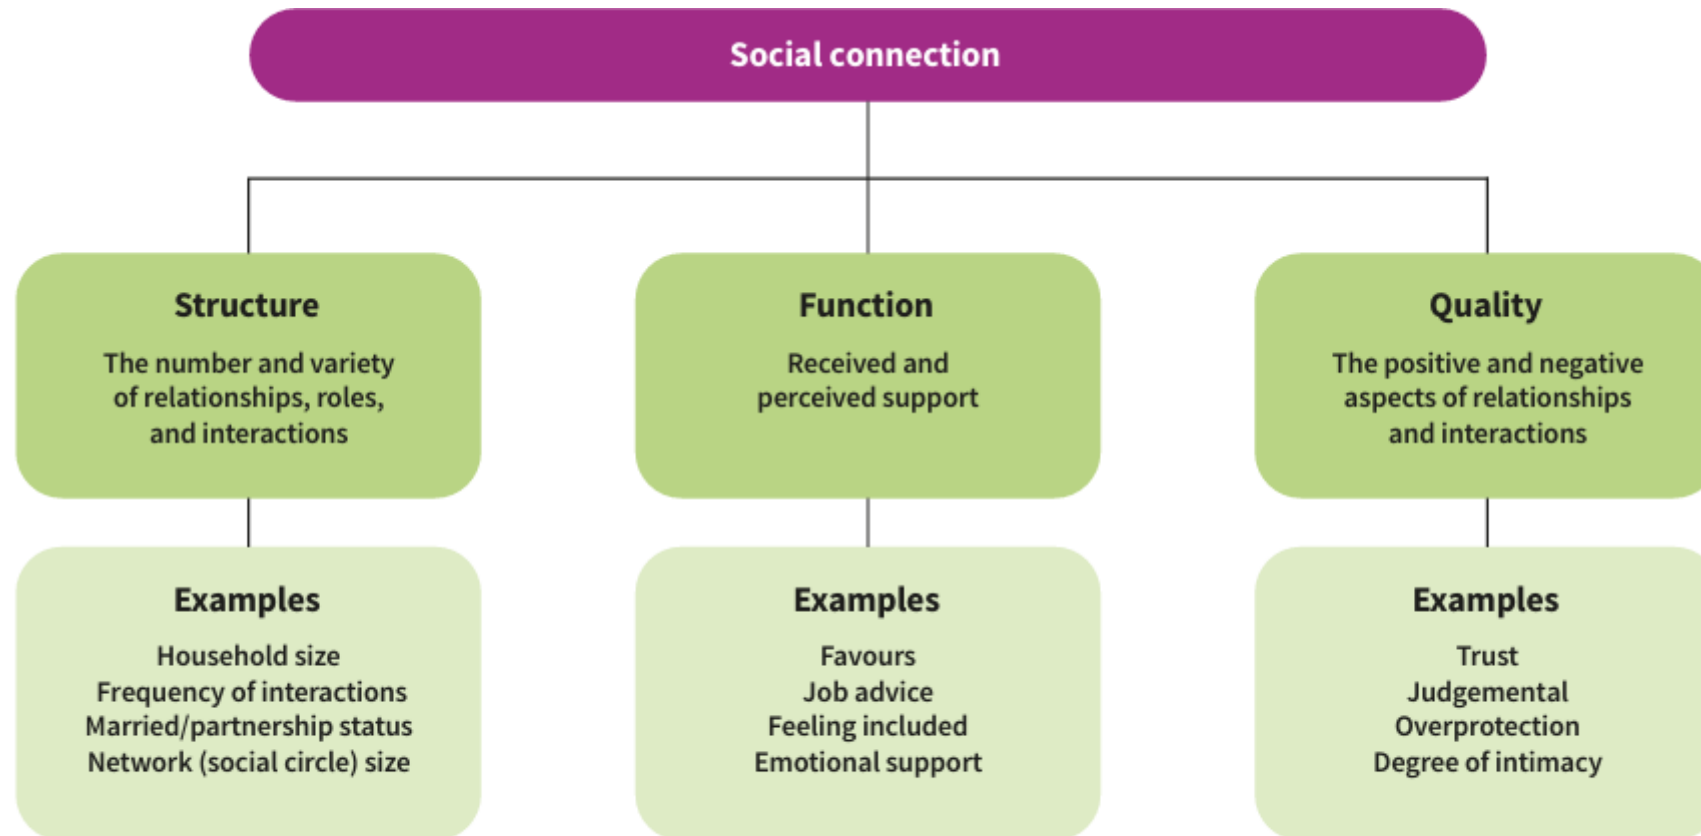 Social connection
Structure
The number and variety
of relationships, roles,
and interactions
Examples
Household size
Frequency of interactions
Married/partnership status
Network (social circle) size
Function
Received and
perceived support
Examples
Favours
Job advice
Feeling included
Emotional support
Quality
The positive and negative
aspects of relationships
and interactions
Examples
Trust
Judgemental
Overprotection
Degree of intimacy